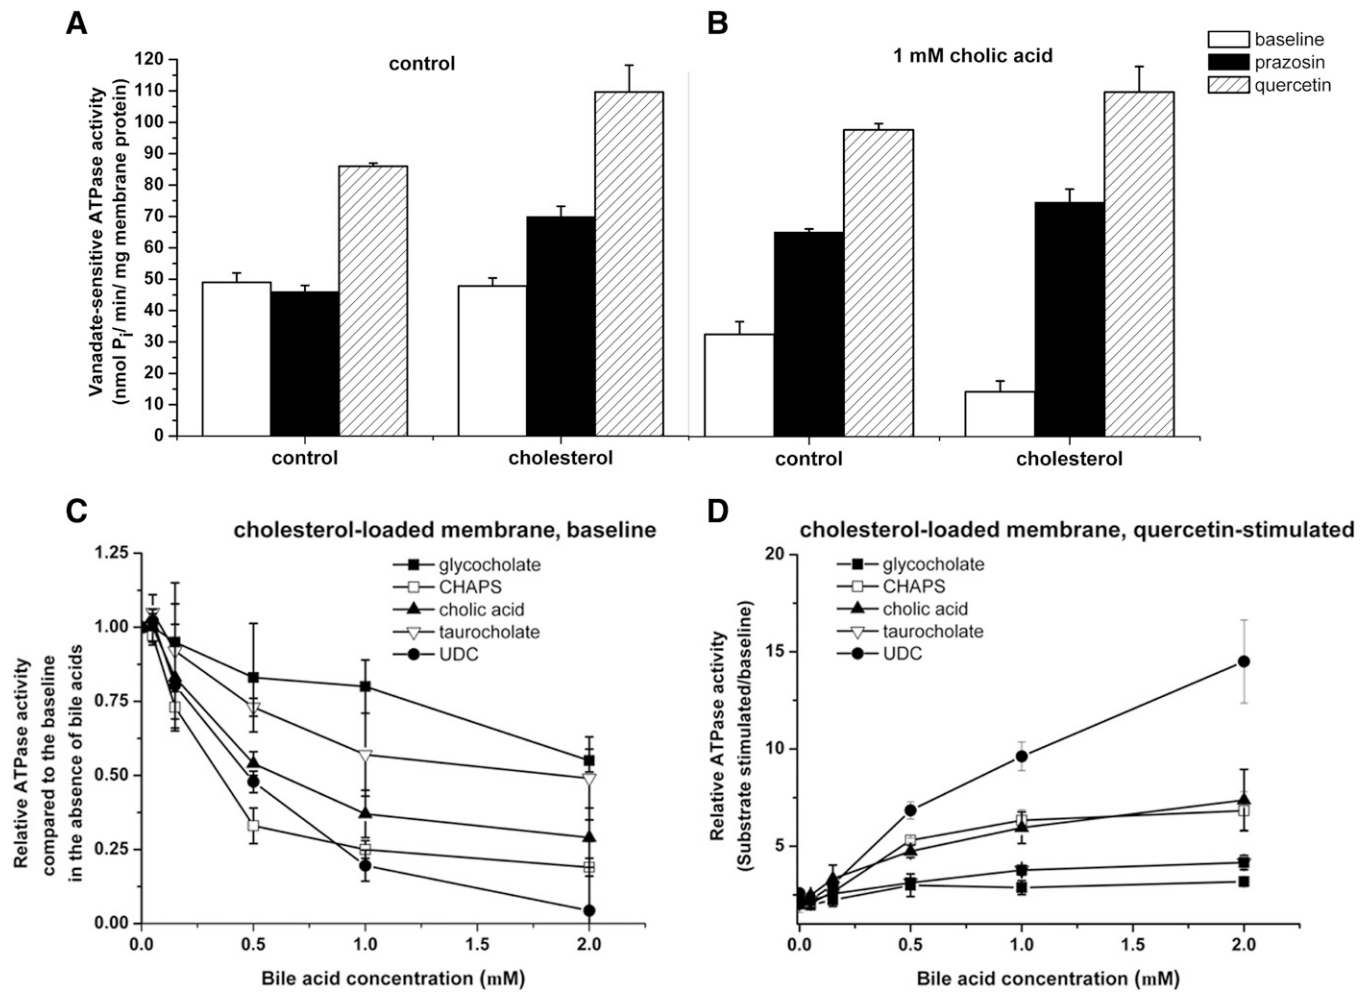 A
B
control
1 mM cholic acid
baseline
prazosin
quercetin
Vanadate-sensitive ATPase activity
(nmol Pi/ min/ mg membrane protein)
120
110
100
90
80
70
60
50
40
30
20
10
0
control
cholesterol
control
cholesterol
C
cholesterol-loaded membrane, baseline
glycocholate
CHAPS
cholic acid
taurocholate
UDC
Relative ATPase activity
compared to the baseline
in the absence of bile acids
1.25
1.00
0.75
0.50
0.25
0.00
0.0
0.5
1.0
1.5
2.0
Bile acid concentration (mM)
D
cholesterol-loaded membrane, quercetin-stimulated
glycocholate
CHAPS
cholic acid
taurocholate
UDC
Relative ATPase activity
(Substrate stimulated/baseline)
20
15
10
5
0.0
0.5
1.0
1.5
2.0
Bile acid concentration (mM)